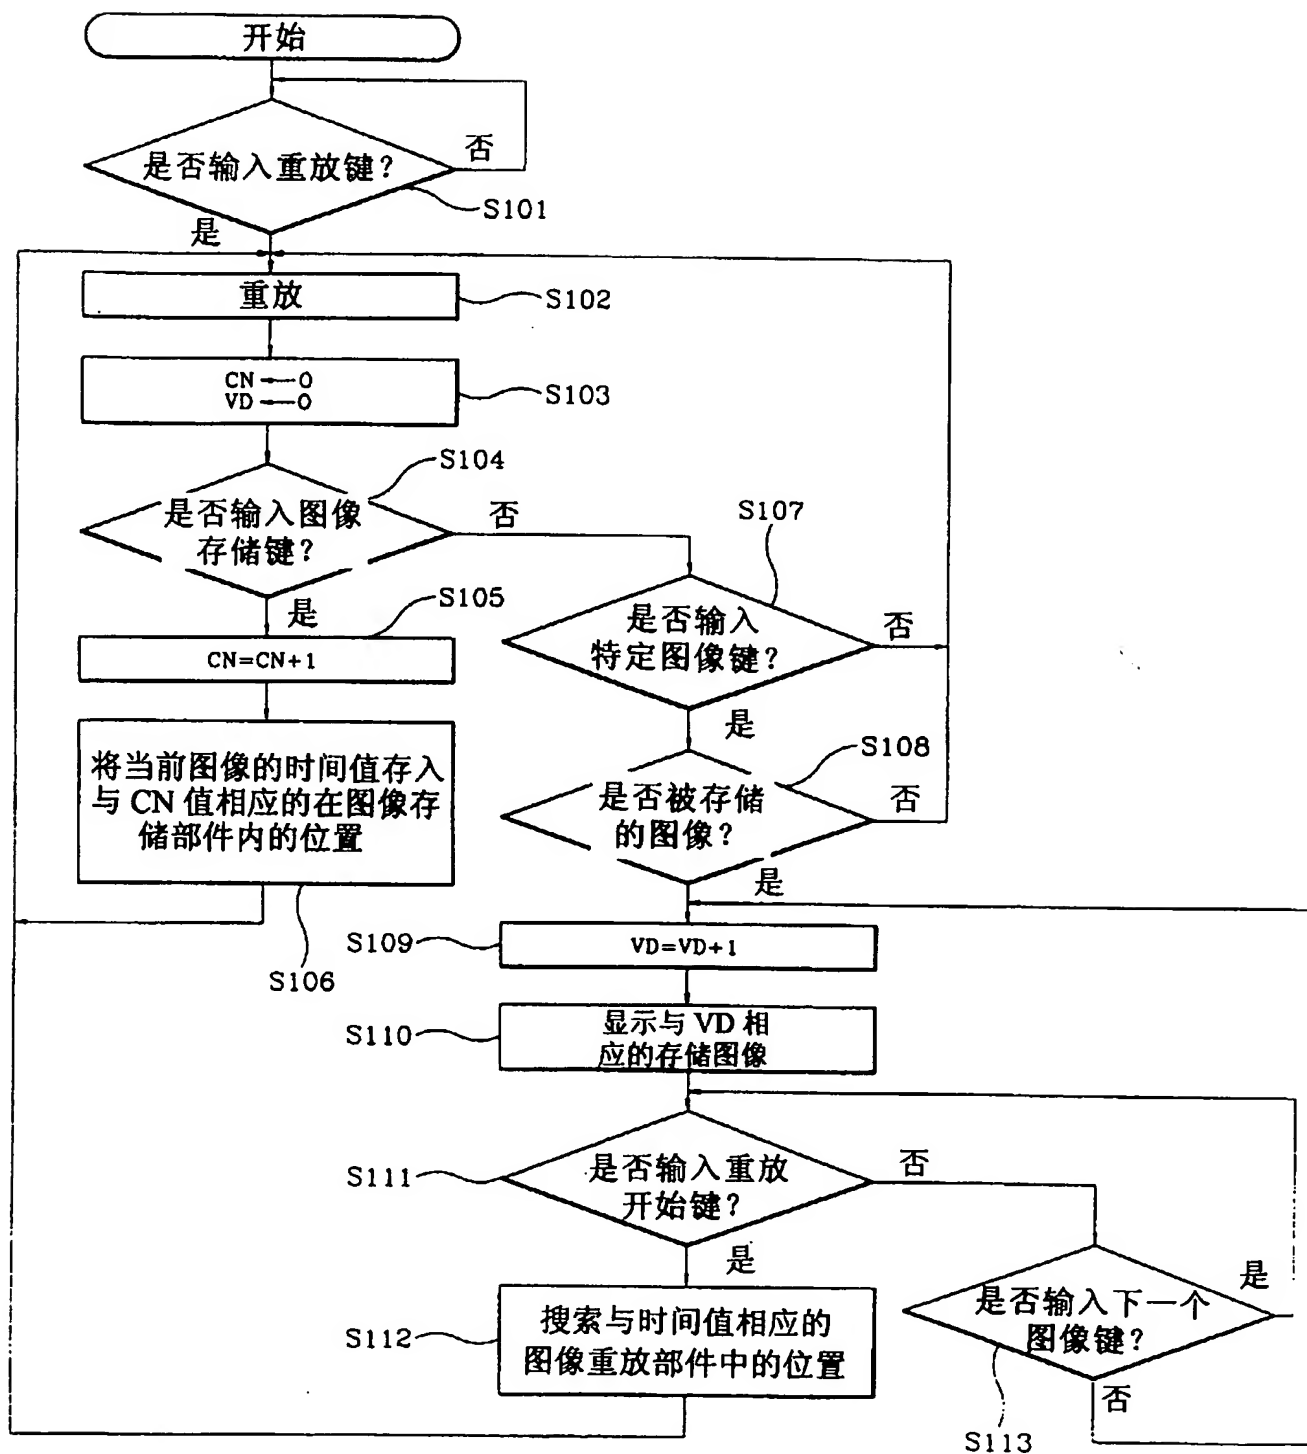 开始
是否输入重放键？
否
S101
是
重放
S102
CN←0
VD←0
S103
S104
是否输入图像
存储键？
否
S107
是
S105
CN=CN+1
是否输入
特定图像键？
否
是
将当前图像的时间值存入
与CN值相应的在图像存
储部件内的位置
S106
S108
是否被存储
的图像？
否
是
S109
VD=VD+1
S110
显示与VD相
应的存储图像
S111
是否输入重放
开始键？
否
是
S112
搜索与时间值相应的
图像重放部件中的位置
是否输入下一个
图像键？
是
否
S113